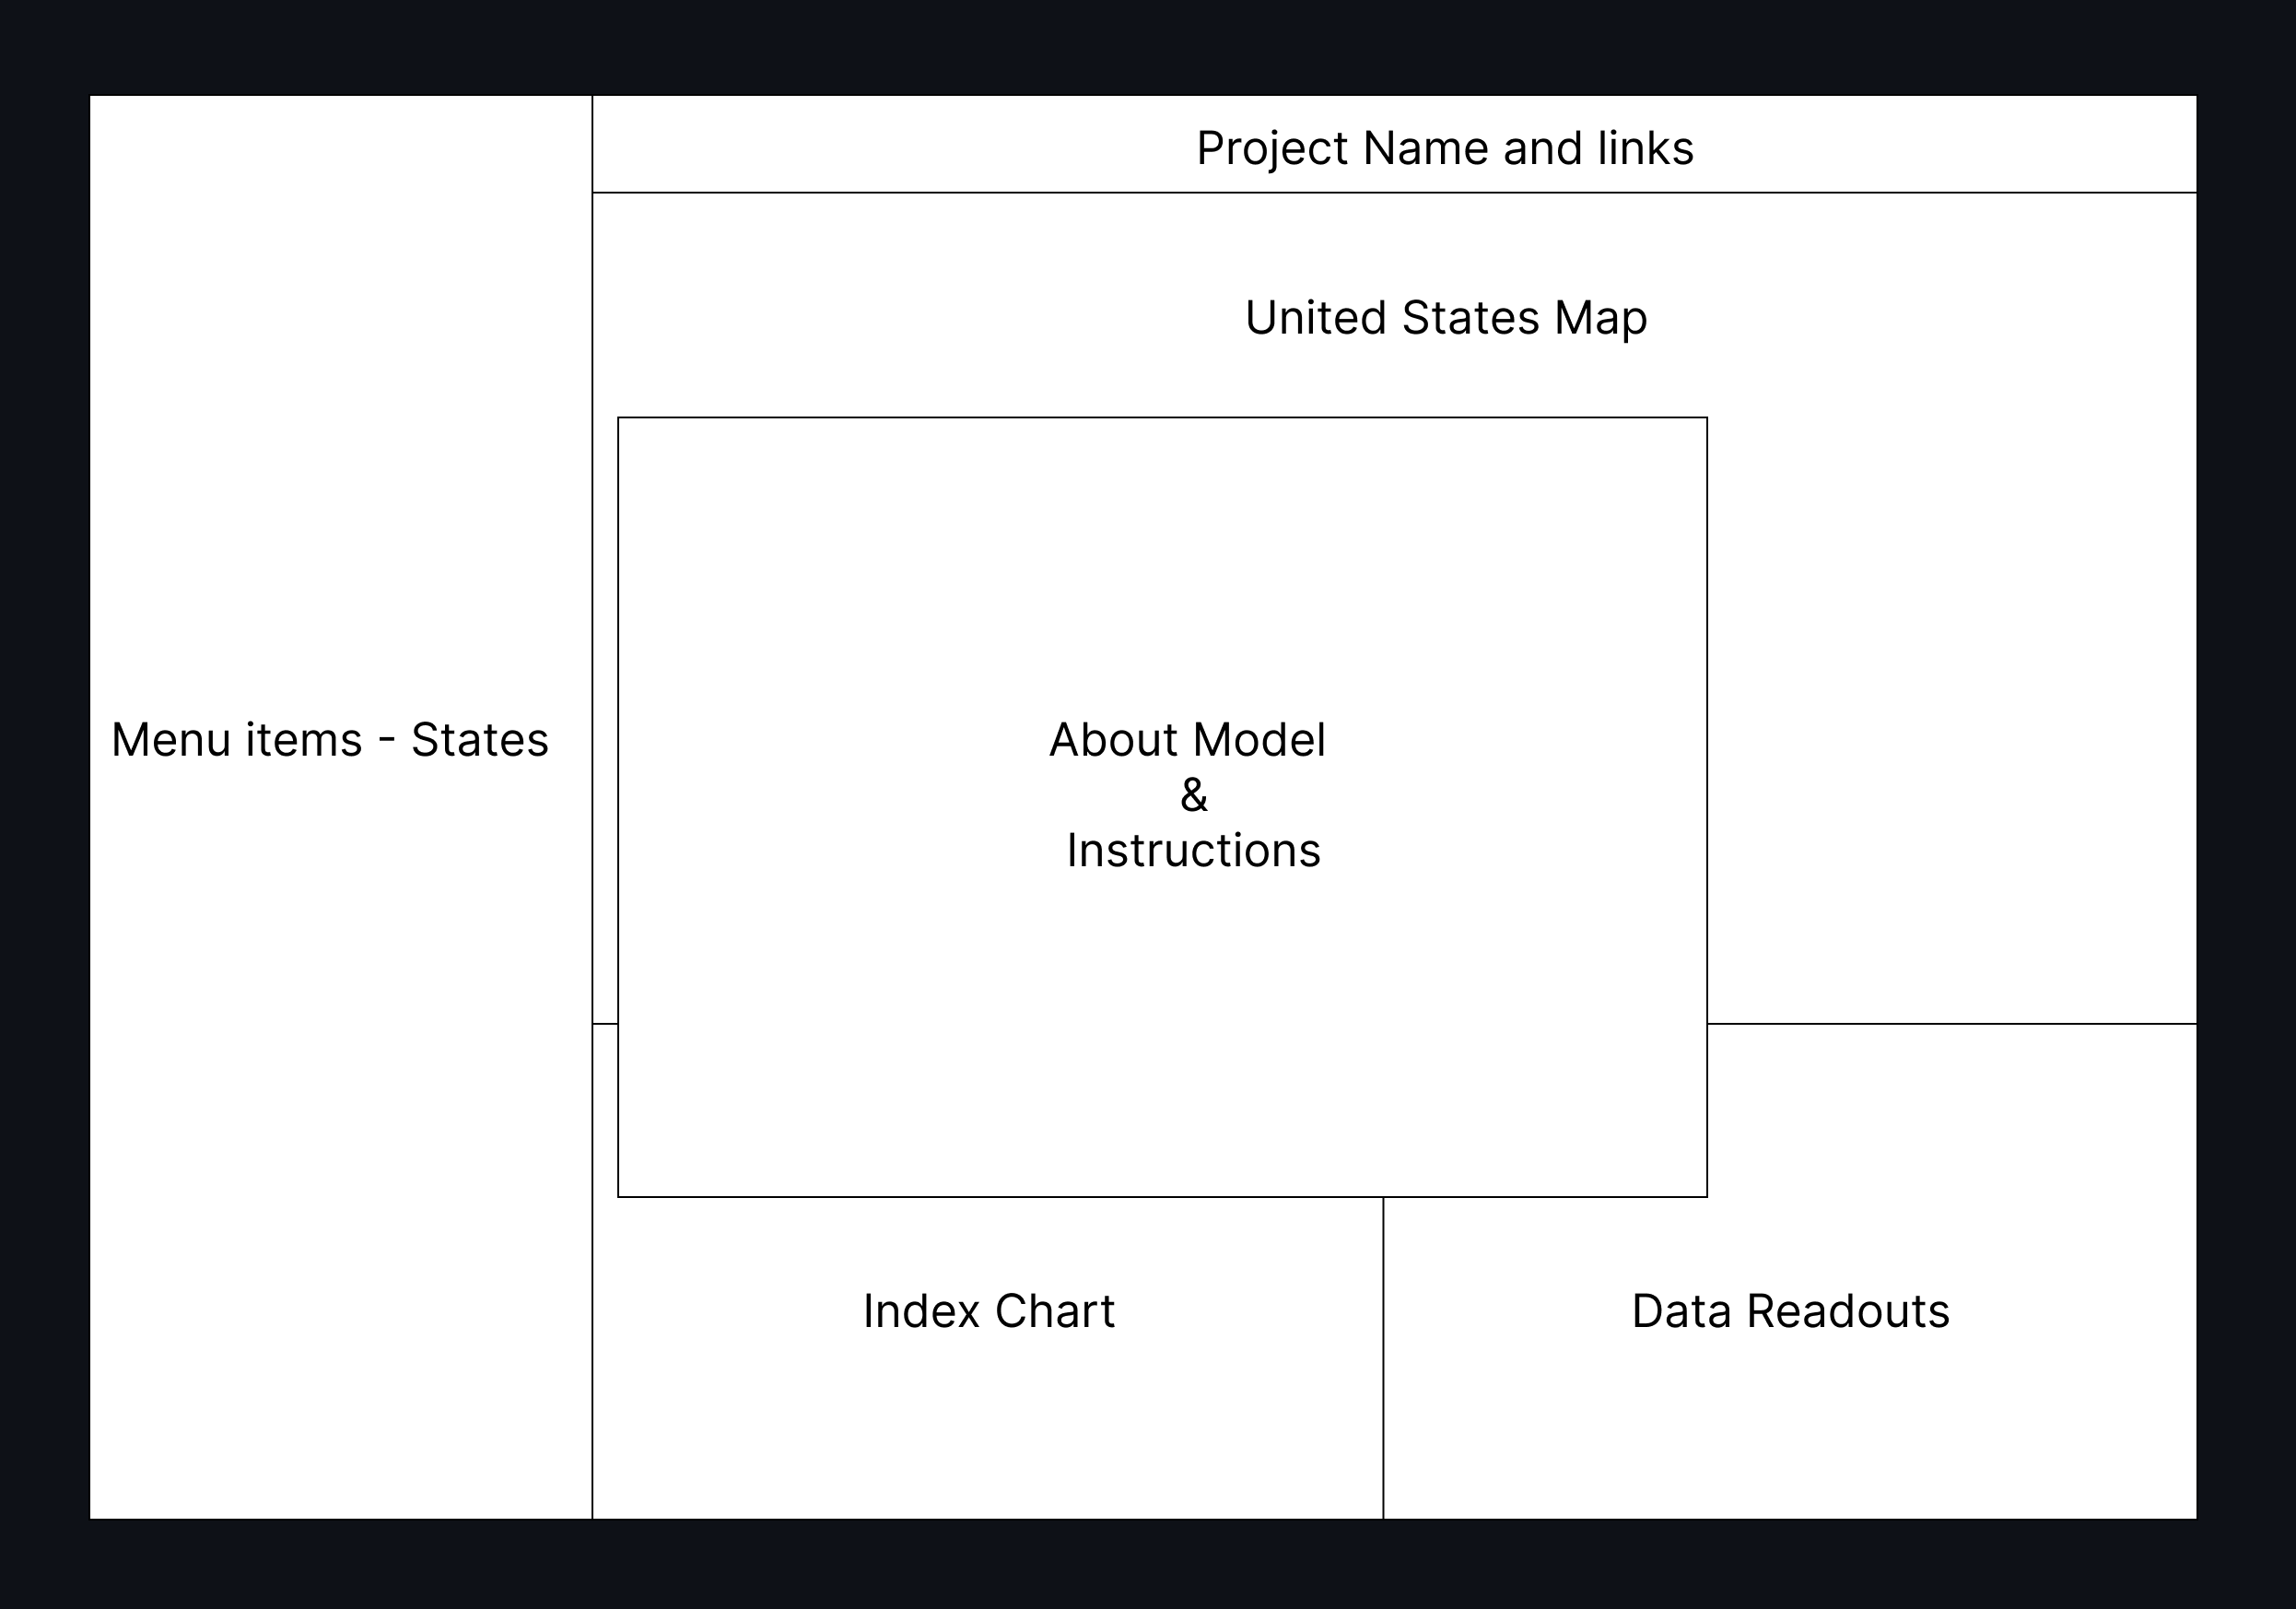 Project Name and links
United States Map
Menu items - States
About Model
&
Instructions
Index Chart
Data Readouts